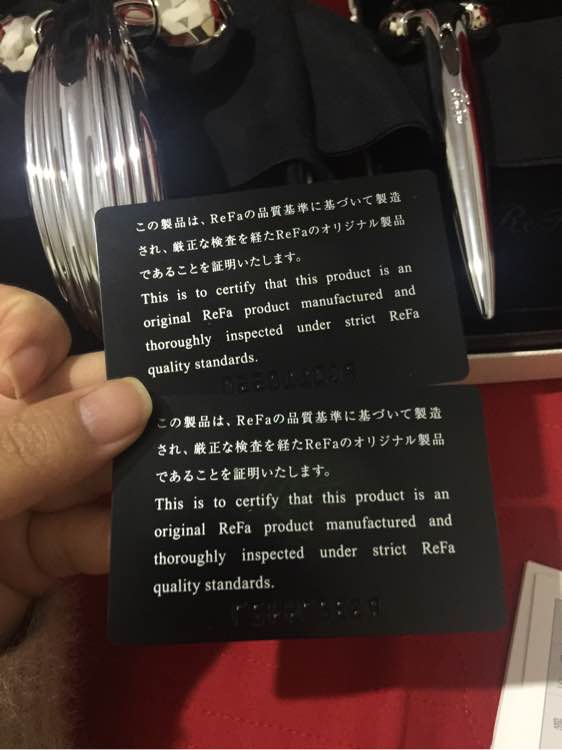 この製品は、ReFaの品質基準に基づいて製造
され、厳正な検査を経たReFaのオリジナル製品
であることを証明いたします。
This is to certify that this product is an
original ReFa product manufactured and
thoroughly inspected under strict ReFa
quality standards.
この製品は、ReFaの品質基準に基づいて製造
され、厳正な検査を経たReFaのオリジナル製品
であることを証明いたします。
This is to certify that this product is an
original ReFa product manufactured and
thoroughly inspected under strict ReFa
quality standards.